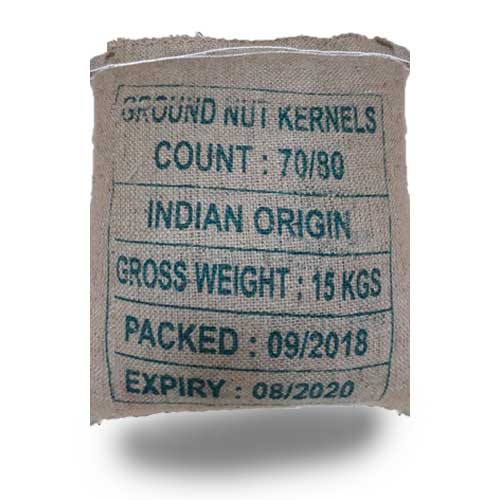 GROUND NUT KERNELS
COUNT : 70/80
INDIAN ORIGIN
GROSS WEIGHT : 15 KGS
PACKED : 09/2018
EXPIRY : 08/2020